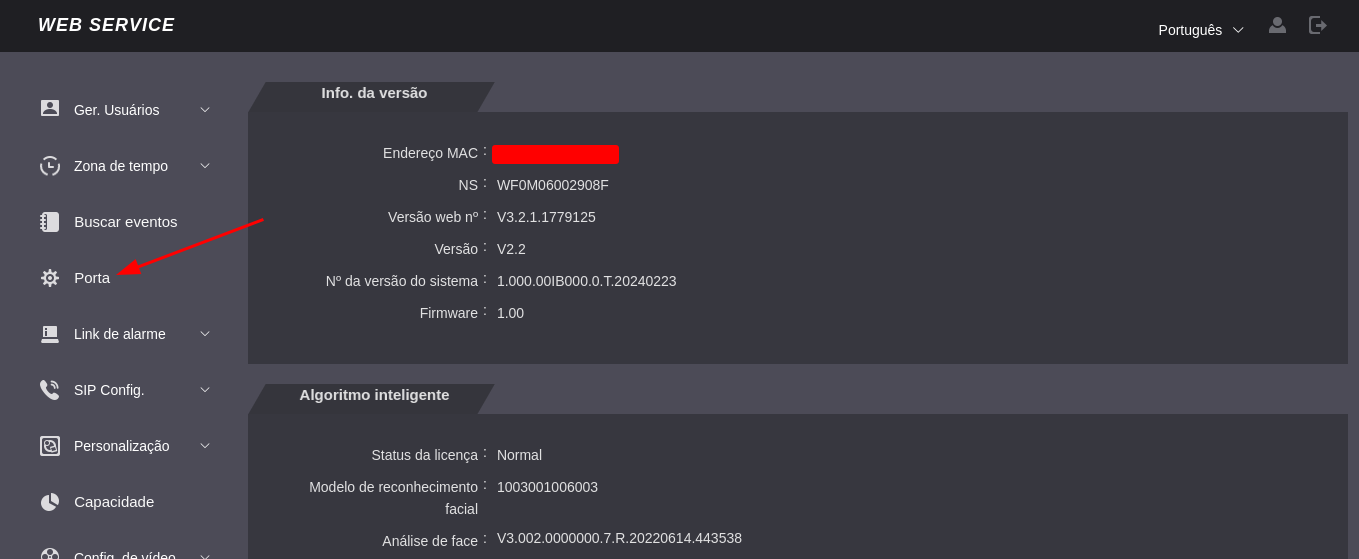 WEB SERVICE
Português
Ger. Usuários
Zona de tempo
Buscar eventos
Porta
Link de alarme
SIP Config.
Personalização
Capacidade
Config. de vídeo
Info. da versão
Endereço MAC :
NS : WF0M06002908F
Versão web nº : V3.2.1.1779125
Versão : V2.2
Nº da versão do sistema : 1.000.00IB000.0.T.20240223
Firmware : 1.00
Algoritmo inteligente
Status da licença : Normal
Modelo de reconhecimento : 1003001006003
facial
Análise de face : V3.002.0000000.7.R.20220614.443538